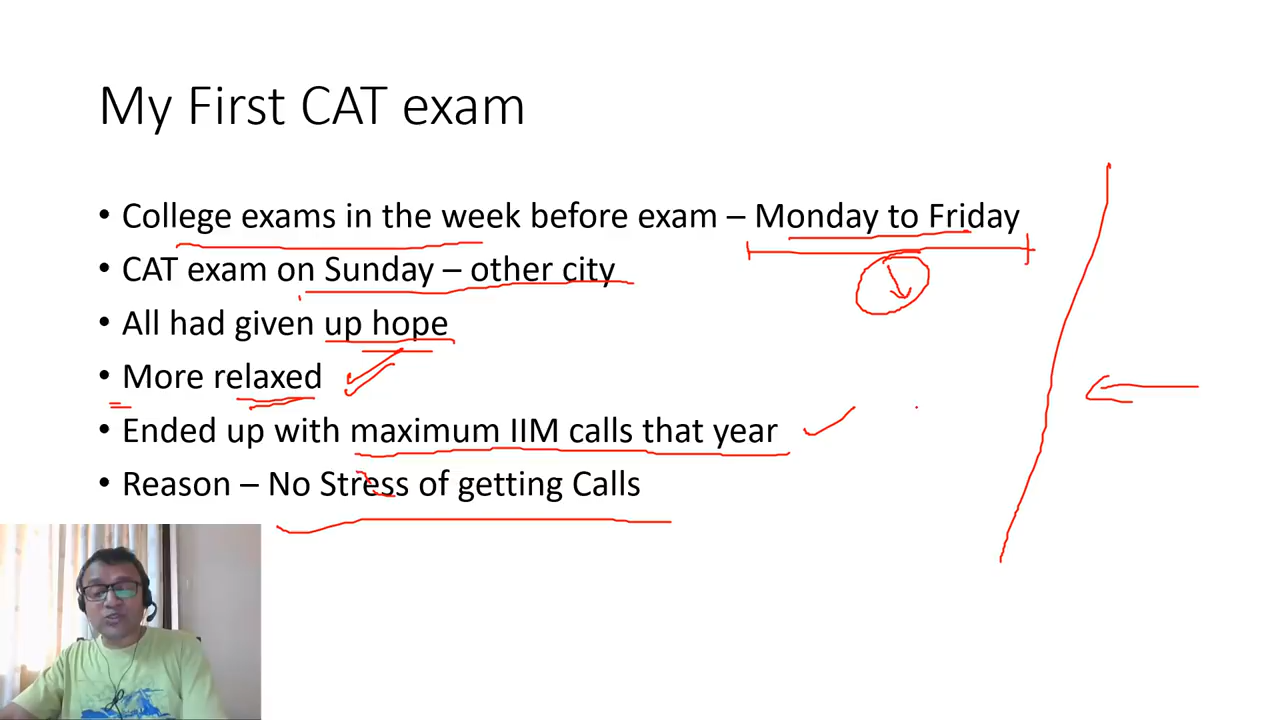 My First CAT exam
• College exams in the week before exam – Monday to Friday
• CAT exam on Sunday – other city
• All had given up hope
• More relaxed
• Ended up with maximum IIM calls that year
• Reason – No Stress of getting Calls